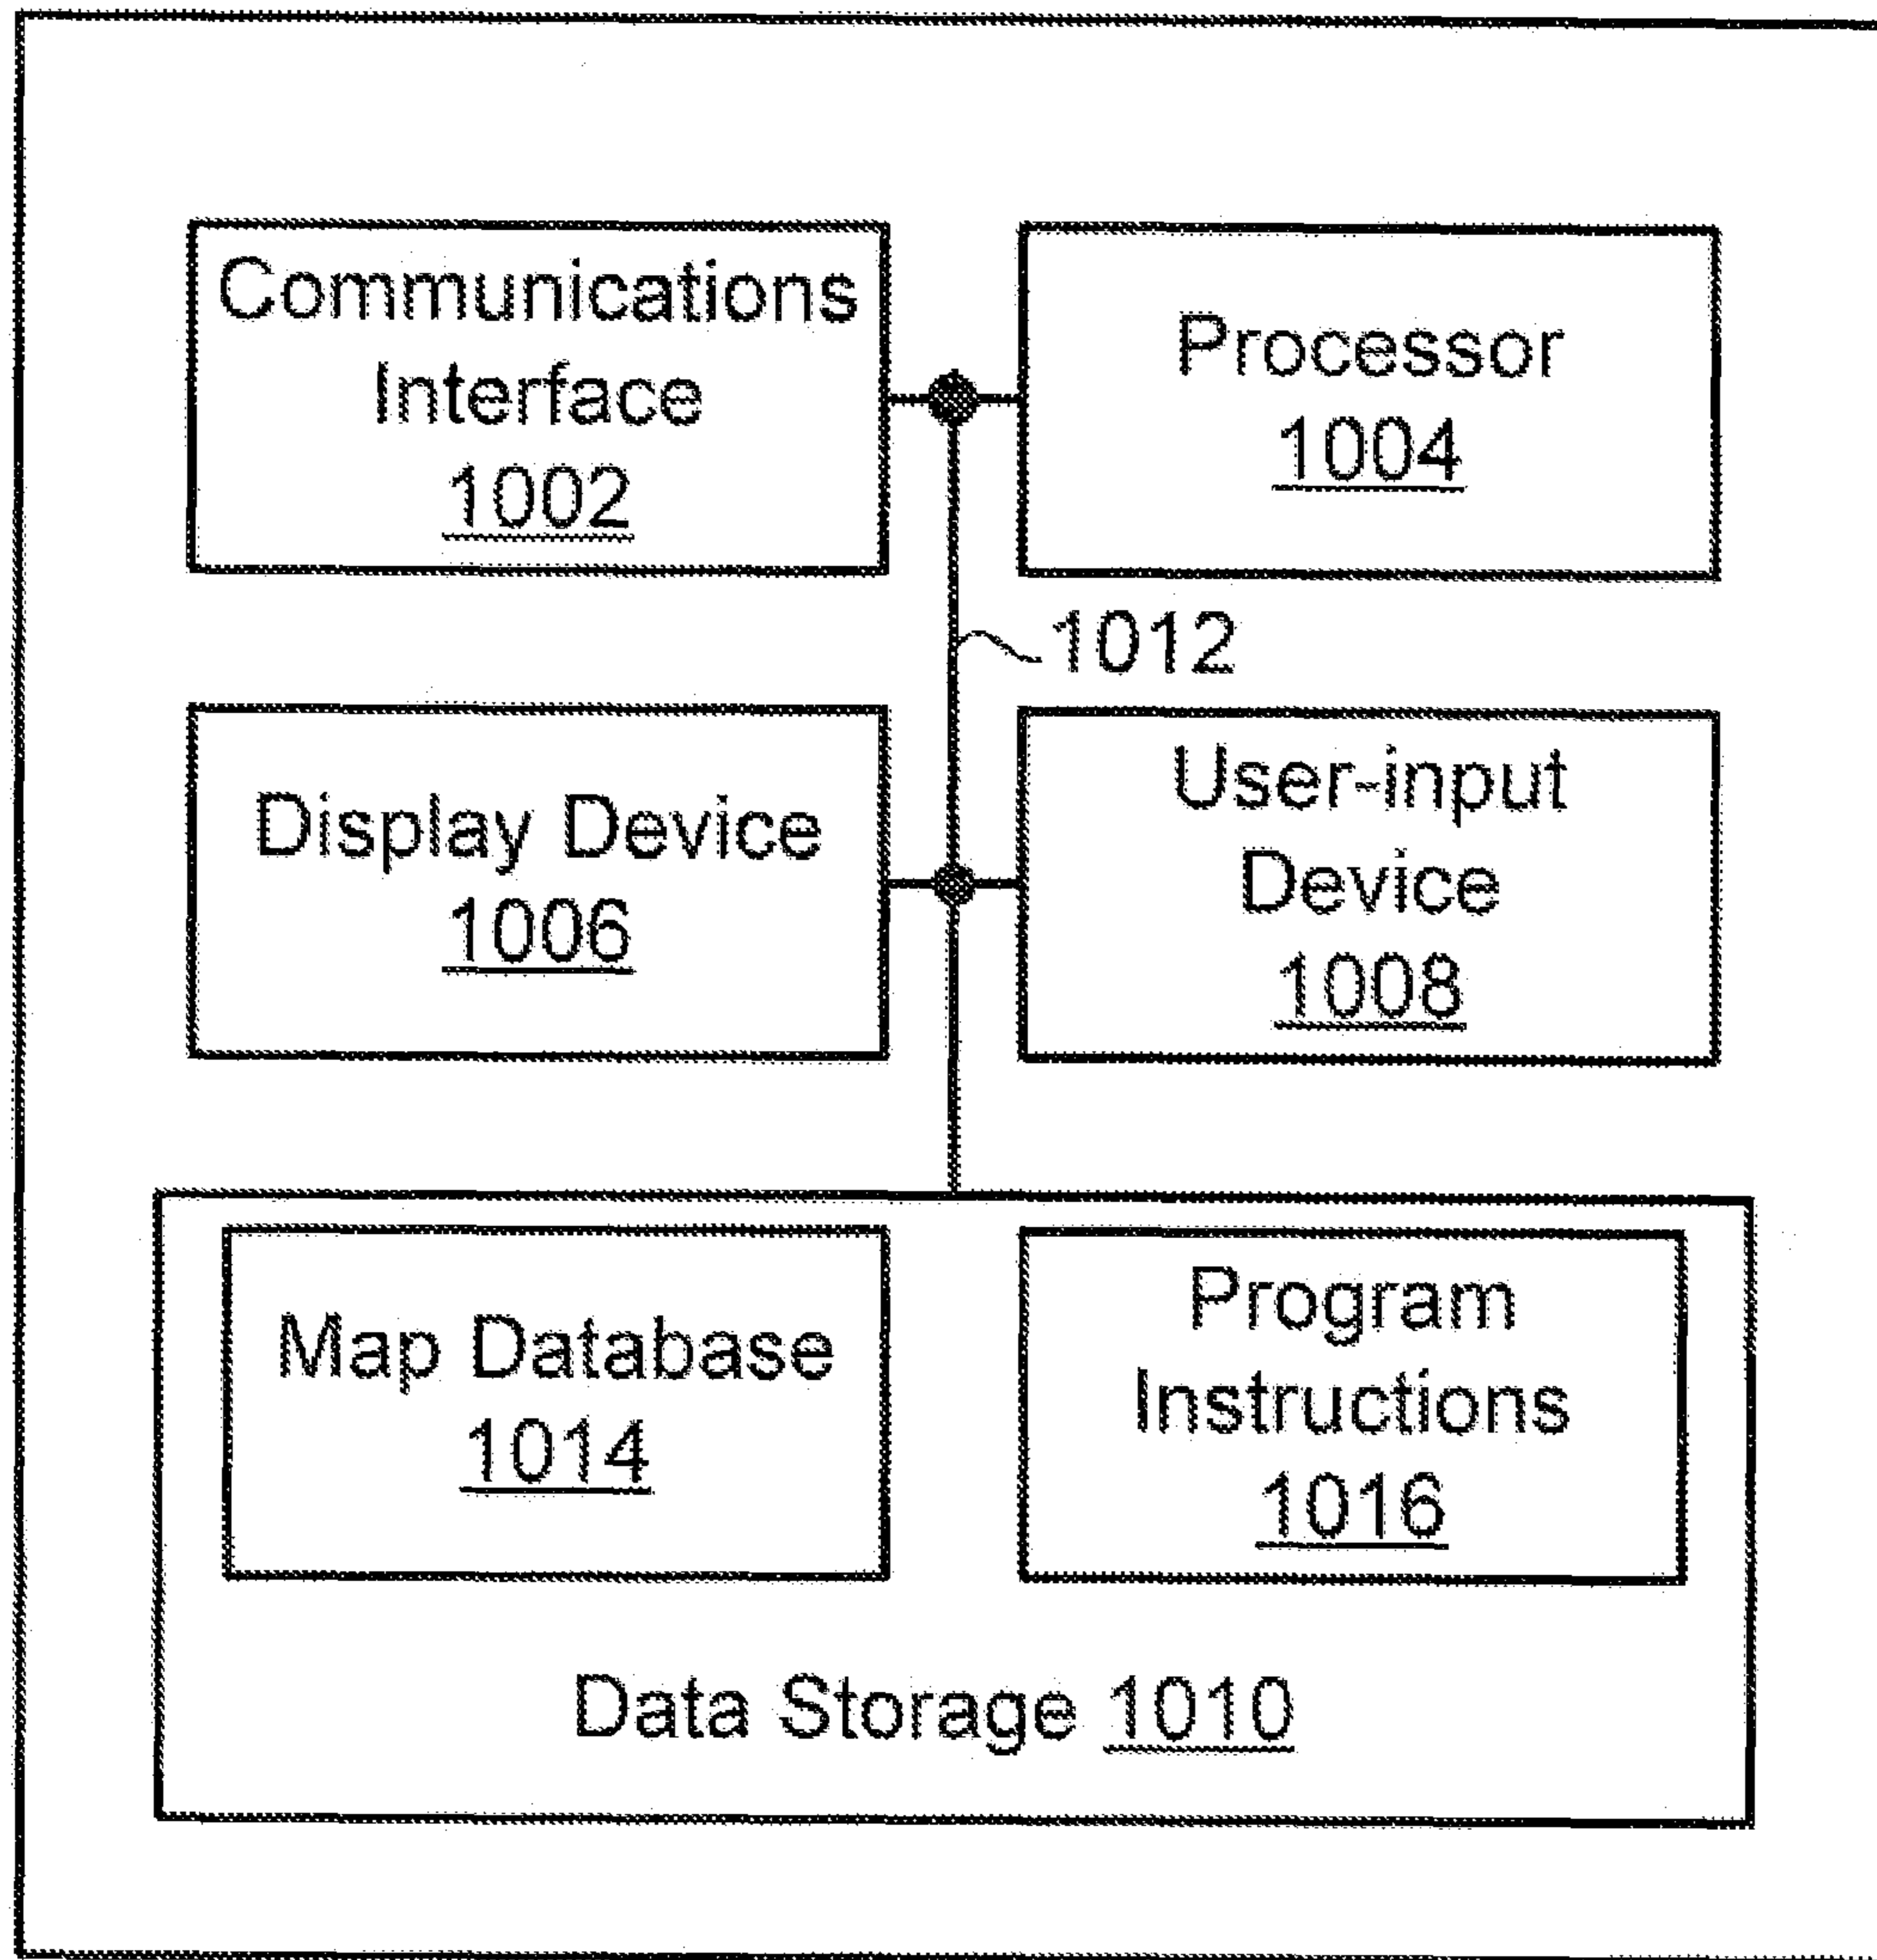 Communications
Interface
1002
Processor
1004
1012
Display Device
1006
User-input
Device
1008
Map Database
1014
Program
Instructions
1016
Data Storage 1010